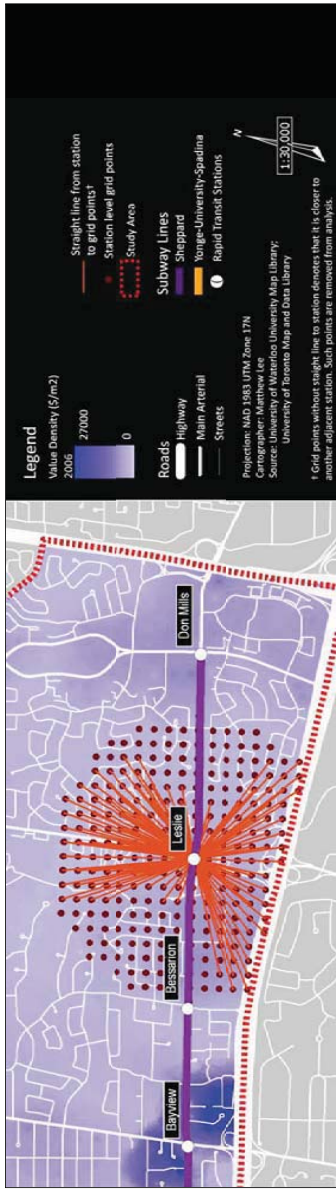 Legend
Value Density ($/m2)
2006
27000
0
Straight line from station
to grid points†
Station level grid points
Study Area
Roads
Highway
Main Arterial
Streets
Subway Lines
Sheppard
Yonge-University-Spadina
Rapid Transit Stations
Projection: NAD 1983 UTM Zone 17N
Cartographer: Matthew Lee
Source: University of Waterloo University Map Library;
University of Toronto Map and Data Library
N
1:30,000
† Grid points without staight line to station denotes that it is closer to
another adjacent station. Such points are removed from analysis.
Bayview
Bessarion
Leslie
Don Mills